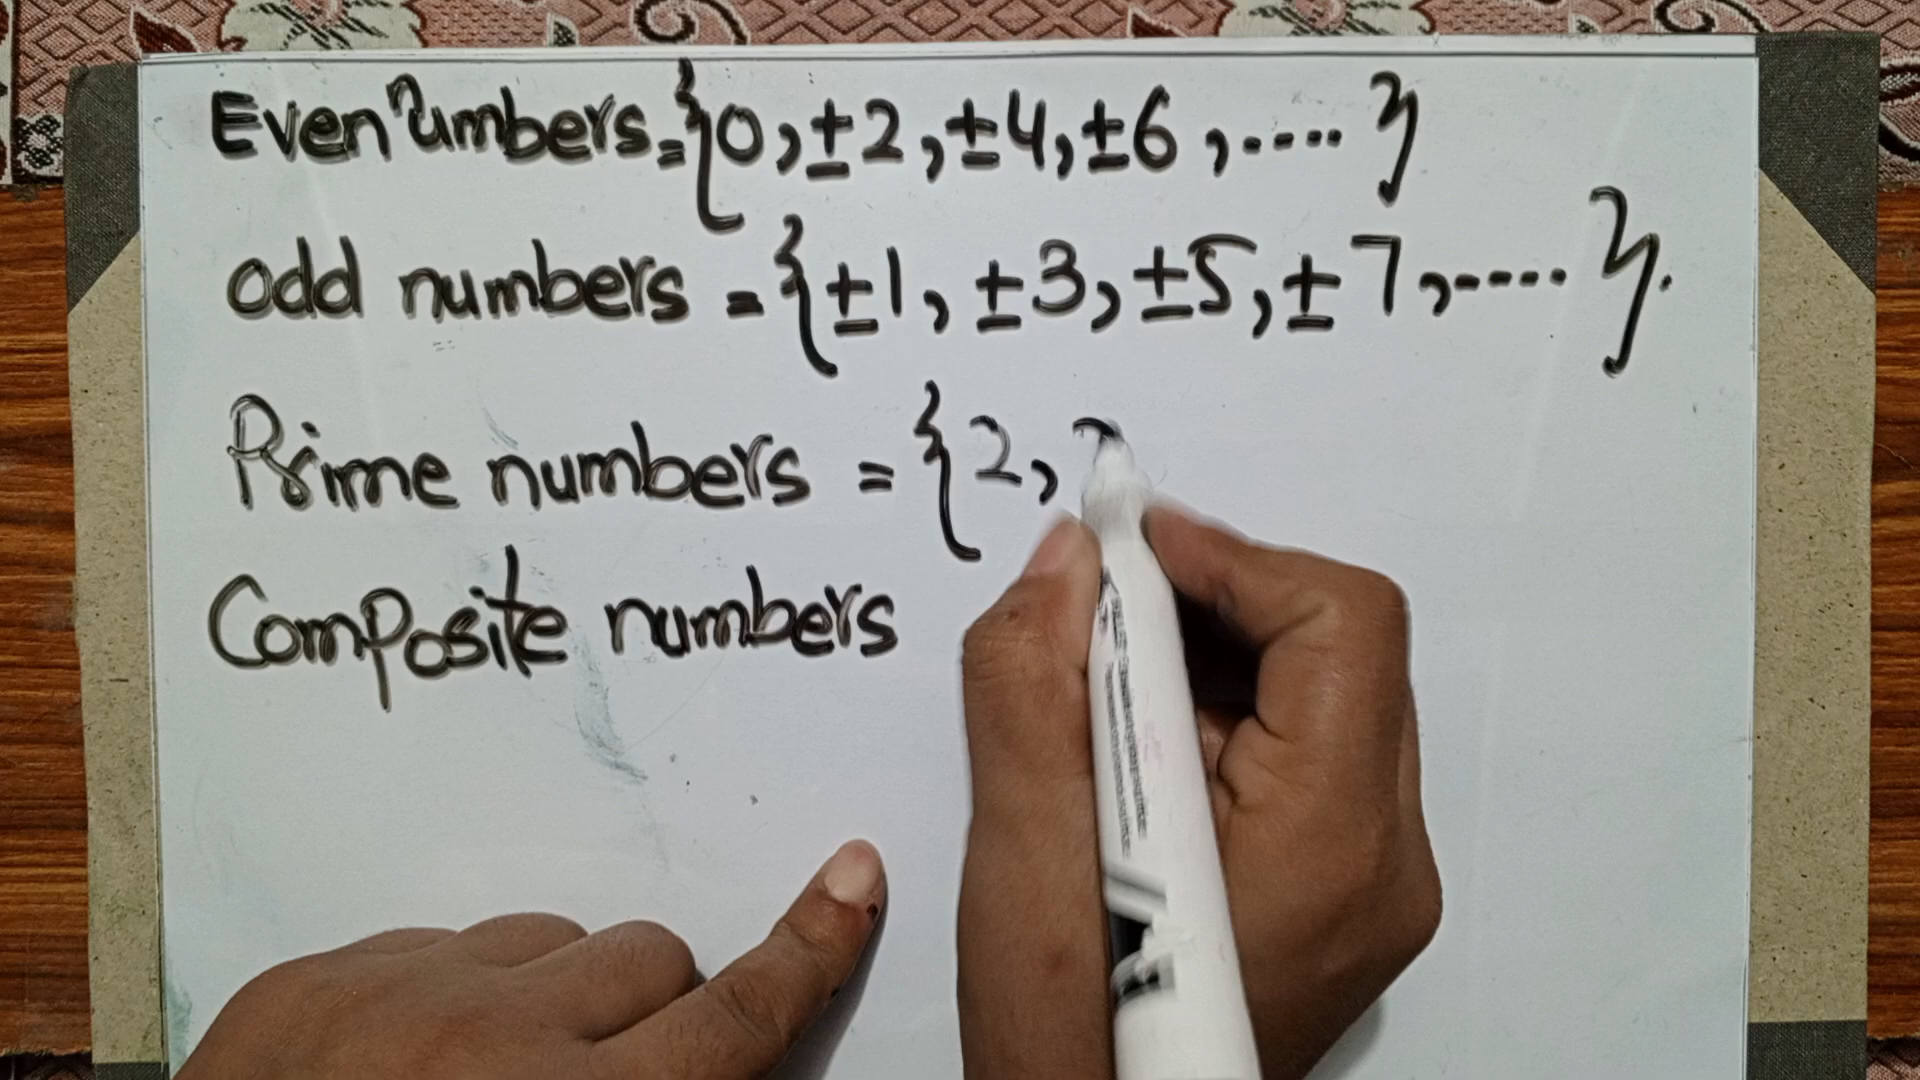 Even numbers = {0, ±2, ±4, ±6, ..... }
odd numbers = {±1, ±3, ±5, ±7, ..... }.
Prime numbers = {2,
Composite numbers